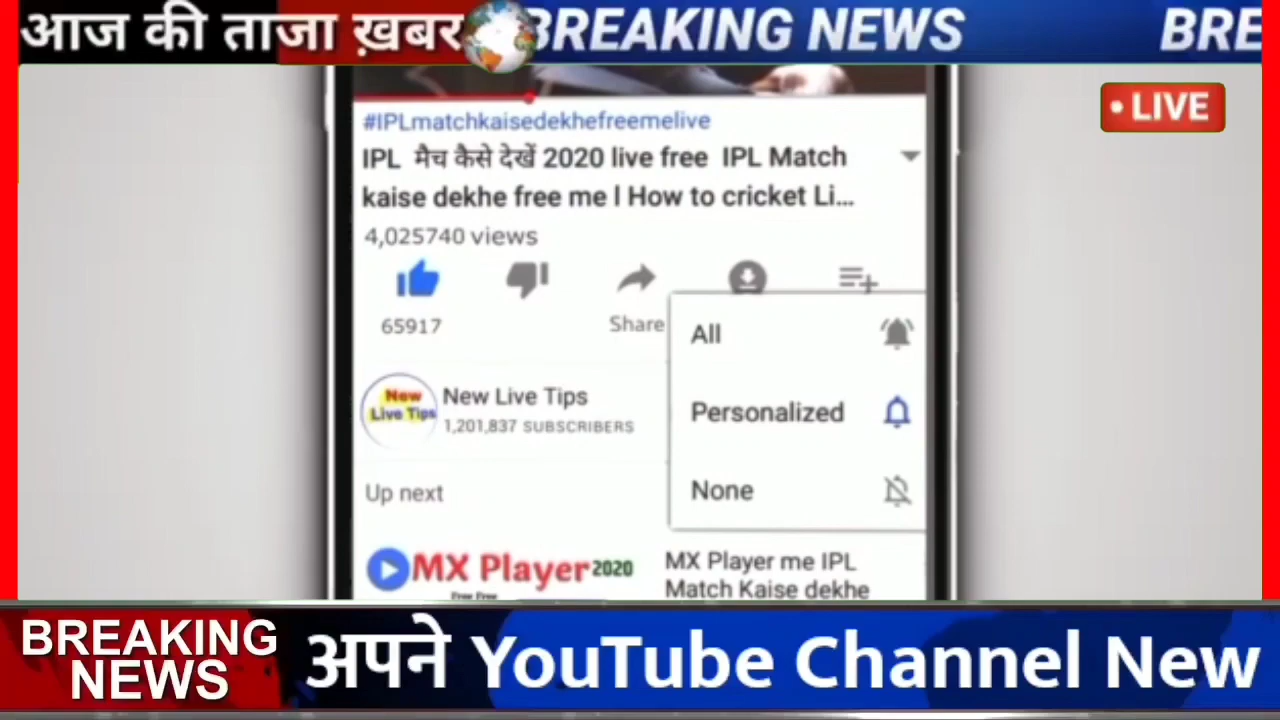 आज की ताजा ख़बर BREAKING NEWS BRE
• LIVE
#IPLmatchkaisedekhefreemelive
IPL मैच कैसे देखें 2020 live free IPL Match
kaise dekhe free me l How to cricket Li...
4,025740 views
65917
Share
All
Personalized
None
New Live Tips
New Live Tips
1,201,837 SUBSCRIBERS
Up next
MX Player 2020
Free Free
MX Player me IPL
Match Kaise dekhe
BREAKING
NEWS
अपने YouTube Channel New